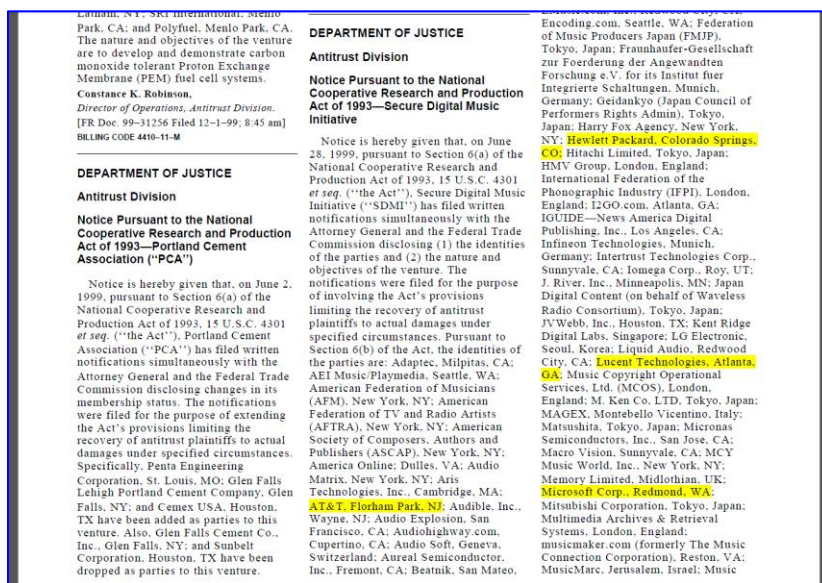 Latham, NY; SRI International, Menlo
Park, CA; and Polyfuel, Menlo Park, CA.
The nature and objectives of the venture
are to develop and demonstrate carbon
monoxide tolerant Proton Exchange
Membrane (PEM) fuel cell systems.
Constance K. Robinson,
Director of Operations, Antitrust Division.
[FR Doc. 99–31256 Filed 12–1–99; 8:45 am]
BILLING CODE 4410–11–M
DEPARTMENT OF JUSTICE
Antitrust Division
Notice Pursuant to the National
Cooperative Research and Production
Act of 1993—Portland Cement
Association (“PCA”)
Notice is hereby given that, on June 2,
1999, pursuant to Section 6(a) of the
National Cooperative Research and
Production Act of 1993, 15 U.S.C. 4301
et seq. (“the Act”), Portland Cement
Association (“PCA”) has filed written
notifications simultaneously with the
Attorney General and the Federal Trade
Commission disclosing changes in its
membership status. The notifications
were filed for the purpose of extending
the Act’s provisions limiting the
recovery of antitrust plaintiffs to actual
damages under specified circumstances.
Specifically, Penta Engineering
Corporation, St. Louis, MO; Glen Falls
Lehigh Portland Cement Company, Glen
Falls, NY; and Cemex USA, Houston,
TX have been added as parties to this
venture. Also, Glen Falls Cement Co.,
Inc., Glen Falls, NY; and Sunbelt
Corporation, Houston, TX have been
dropped as parties to this venture.
DEPARTMENT OF JUSTICE
Antitrust Division
Notice Pursuant to the National
Cooperative Research and Production
Act of 1993—Secure Digital Music
Initiative
Notice is hereby given that, on June
28, 1999, pursuant to Section 6(a) of the
National Cooperative Research and
Production Act of 1993, 15 U.S.C. 4301
et seq. (“the Act”), Secure Digital Music
Initiative (“SDMI”) has filed written
notifications simultaneously with the
Attorney General and the Federal Trade
Commission disclosing (1) the identities
of the parties and (2) the nature and
objectives of the venture. The
notifications were filed for the purpose
of involving the Act’s provisions
limiting the recovery of antitrust
plaintiffs to actual damages under
specified circumstances. Pursuant to
Section 6(b) of the Act, the identities of
the parties are: Adaptec, Milpitas, CA;
AEI Music/Playmedia, Seattle, WA;
American Federation of Musicians
(AFM), New York, NY; American
Federation of TV and Radio Artists
(AFTRA), New York, NY; American
Society of Composers, Authors and
Publishers (ASCAP), New York, NY;
America Online; Dulles, VA; Audio
Matrix, New York, NY; Aris
Technologies, Inc., Cambridge, MA;
AT&T, Florham Park, NJ; Audible, Inc.,
Wayne, NJ; Audio Explosion, San
Francisco, CA; Audiohighway.com,
Cupertino, CA; Audio Soft, Geneva,
Switzerland; Aureal Semiconductor,
Inc., Fremont, CA; Beatnik, San Mateo,
Encoding.com, Seattle, WA; Federation
of Music Producers Japan (FMJP),
Tokyo, Japan; Fraunhaufer-Gesellschaft
zur Foerderung der Angewandten
Forschung e.V. for its Institut fuer
Integrierte Schaltungen, Munich,
Germany; Geidankyo (Japan Council of
Performers Rights Admin), Tokyo,
Japan; Harry Fox Agency, New York,
NY; Hewlett Packard, Colorado Springs,
CO; Hitachi Limited, Tokyo, Japan;
HMV Group, London, England;
International Federation of the
Phonographic Industry (IFPI), London,
England; I2GO.com, Atlanta, GA;
IGUIDE—News America Digital
Publishing, Inc., Los Angeles, CA;
Infineon Technologies, Munich,
Germany; Intertrust Technologies Corp.,
Sunnyvale, CA; Iomega Corp., Roy, UT;
J. River, Inc., Minneapolis, MN; Japan
Digital Content (on behalf of Waveless
Radio Consortium), Tokyo, Japan;
JVWebb, Inc., Houston, TX; Kent Ridge
Digital Labs, Singapore; LG Electronic,
Seoul, Korea; Liquid Audio, Redwood
City, CA; Lucent Technologies, Atlanta,
GA; Music Copyright Operational
Services, Ltd. (MCOS), London,
England; M. Ken Co, LTD, Tokyo, Japan;
MAGEX, Montebello Vicentino, Italy;
Matsushita, Tokyo, Japan; Micronas
Semiconductors, Inc., San Jose, CA;
Macro Vision, Sunnyvale, CA; MCY
Music World, Inc., New York, NY;
Memory Limited, Midlothian, UK;
Microsoft Corp., Redmond, WA;
Mitsubishi Corporation, Tokyo, Japan;
Multimedia Archives & Retrieval
Systems, London, England;
musicmaker.com (formerly The Music
Connection Corporation), Reston, VA;
MusicMarc, Jerusalem, Israel; Music